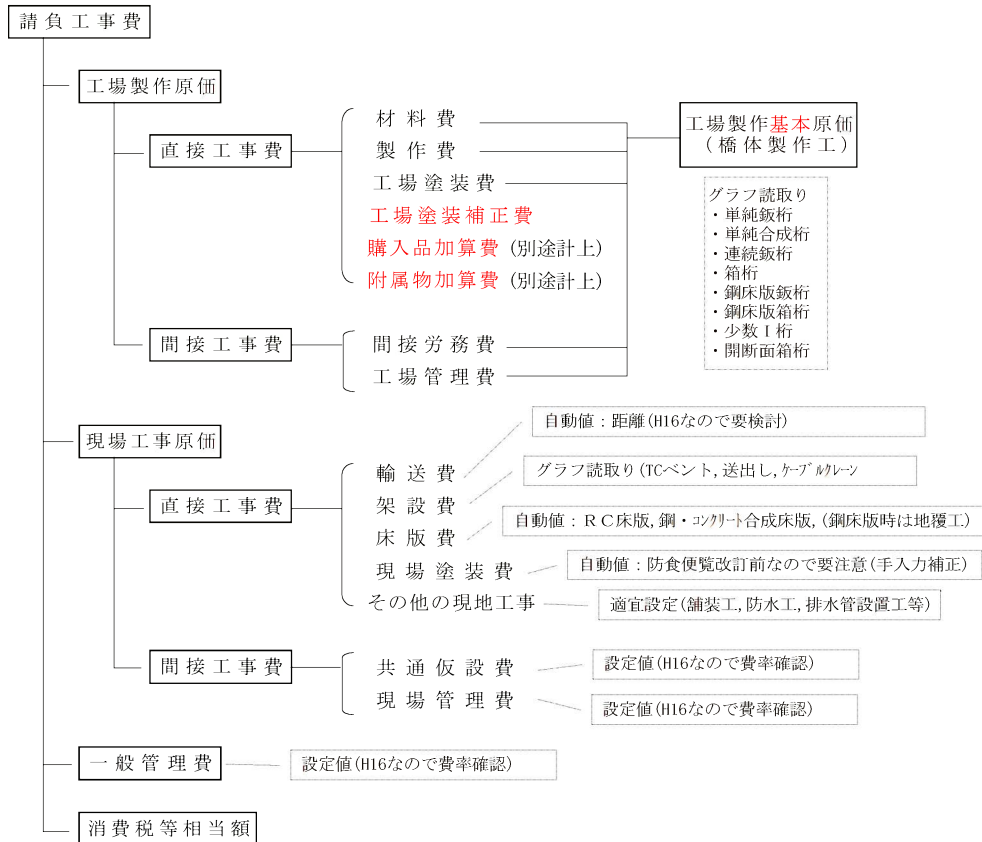 請負工事費
工場製作原価
直接工事費
材料費
製作費
工場塗装費
工場塗装補正費
購入品加算費 (別途計上)
附属物加算費 (別途計上)
工場製作基本原価
(橋体製作工)
グラフ読取り
・単純鈑桁
・単純合成桁
・連続鈑桁
・箱桁
・鋼床版鈑桁
・鋼床版箱桁
・少数Ｉ桁
・開断面箱桁
間接工事費
間接労務費
工場管理費
現場工事原価
直接工事費
輸送費
自動値：距離(H16なので要検討)
架設費
グラフ読取り(TCベント,送出し,ｹｰﾌﾞﾙｸﾚｰﾝ
床版費
自動値：ＲＣ床版,鋼・ｺﾝｸﾘｰﾄ合成床版,(鋼床版時は地覆工)
現場塗装費
自動値：防食便覧改訂前なので要注意(手入力補正)
その他の現地工事
適宜設定(舗装工,防水工,排水管設置工等)
間接工事費
共通仮設費
設定値(H16なので費率確認)
現場管理費
設定値(H16なので費率確認)
一般管理費
設定値(H16なので費率確認)
消費税等相当額